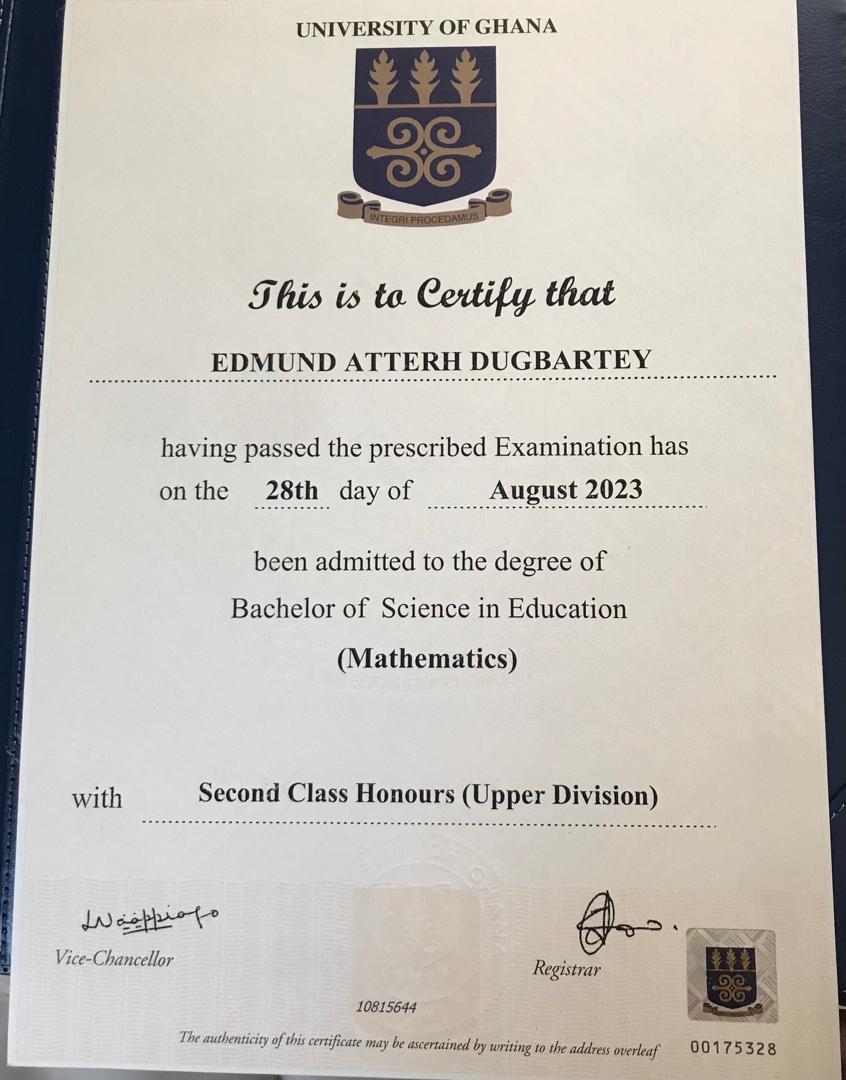 UNIVERSITY OF GHANA
INTEGRI PROCEDAMUS
This is to Certify that
EDMUND ATTERH DUGBARTEY
having passed the prescribed Examination has
on the 28th day of August 2023
been admitted to the degree of
Bachelor of Science in Education
(Mathematics)
with Second Class Honours (Upper Division)
Vice-Chancellor
Registrar
10815644
The authenticity of this certificate may be ascertained by writing to the address overleaf
00175328